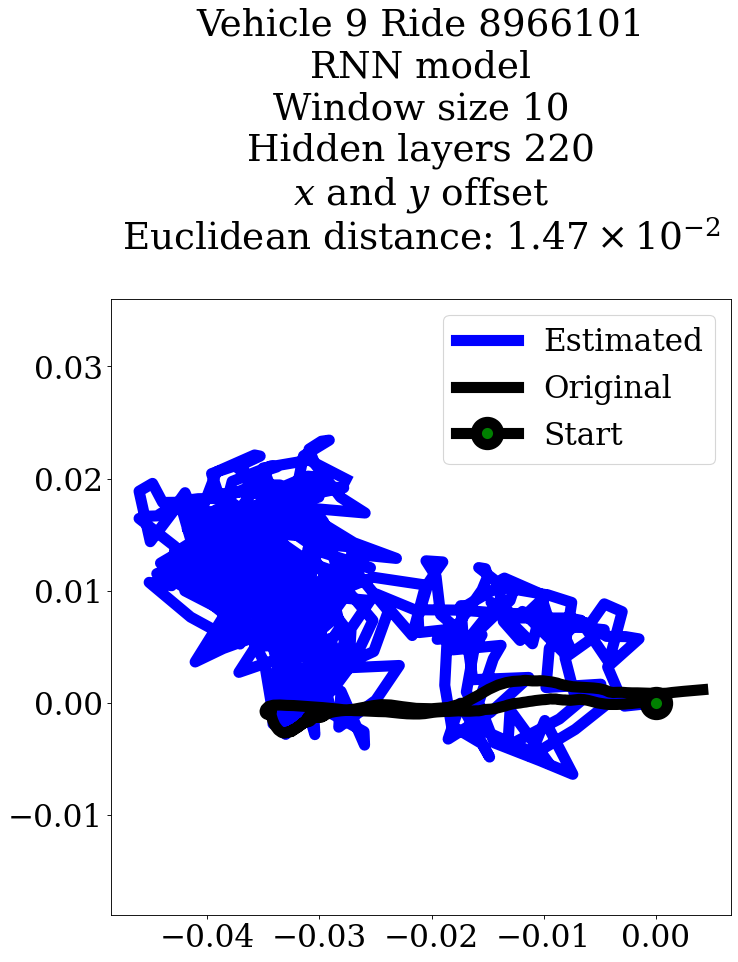 Vehicle 9 Ride 8966101
RNN model
Window size 10
Hidden layers 220
x and y offset
Euclidean distance: 1.47 × 10⁻²
Estimated
Original
Start
0.03
0.02
0.01
0.00
−0.01
−0.04 −0.03 −0.02 −0.01 0.00